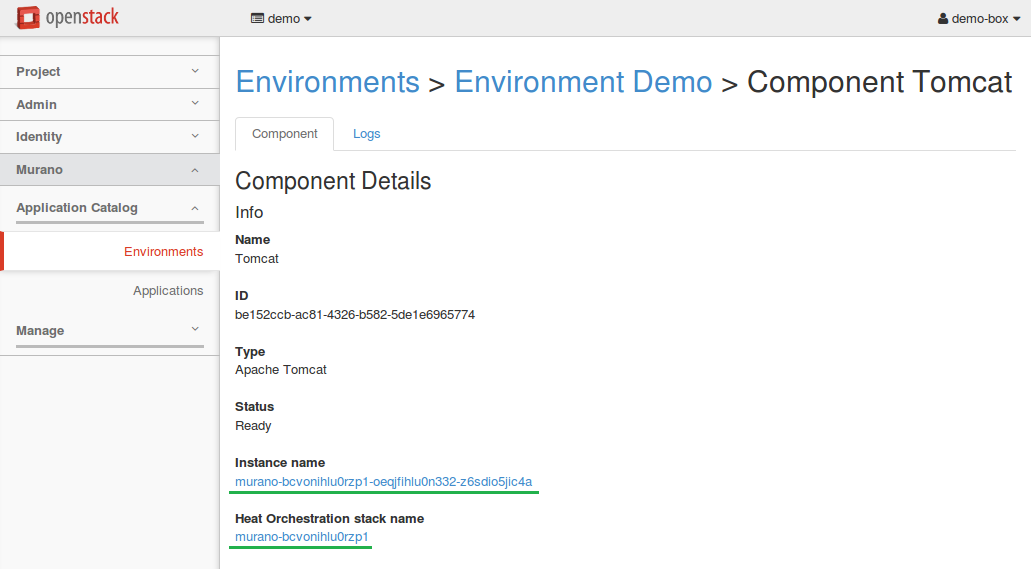 openstack
demo
demo-box
Project
Admin
Identity
Murano
Application Catalog
Environments
Applications
Manage
Environments > Environment Demo > Component Tomcat
Component
Logs
Component Details
Info
Name
Tomcat
ID
be152ccb-ac81-4326-b582-5de1e6965774
Type
Apache Tomcat
Status
Ready
Instance name
murano-bcvonihlu0rzp1-oeqjfihlu0n332-z6sdio5jic4a
Heat Orchestration stack name
murano-bcvonihlu0rzp1